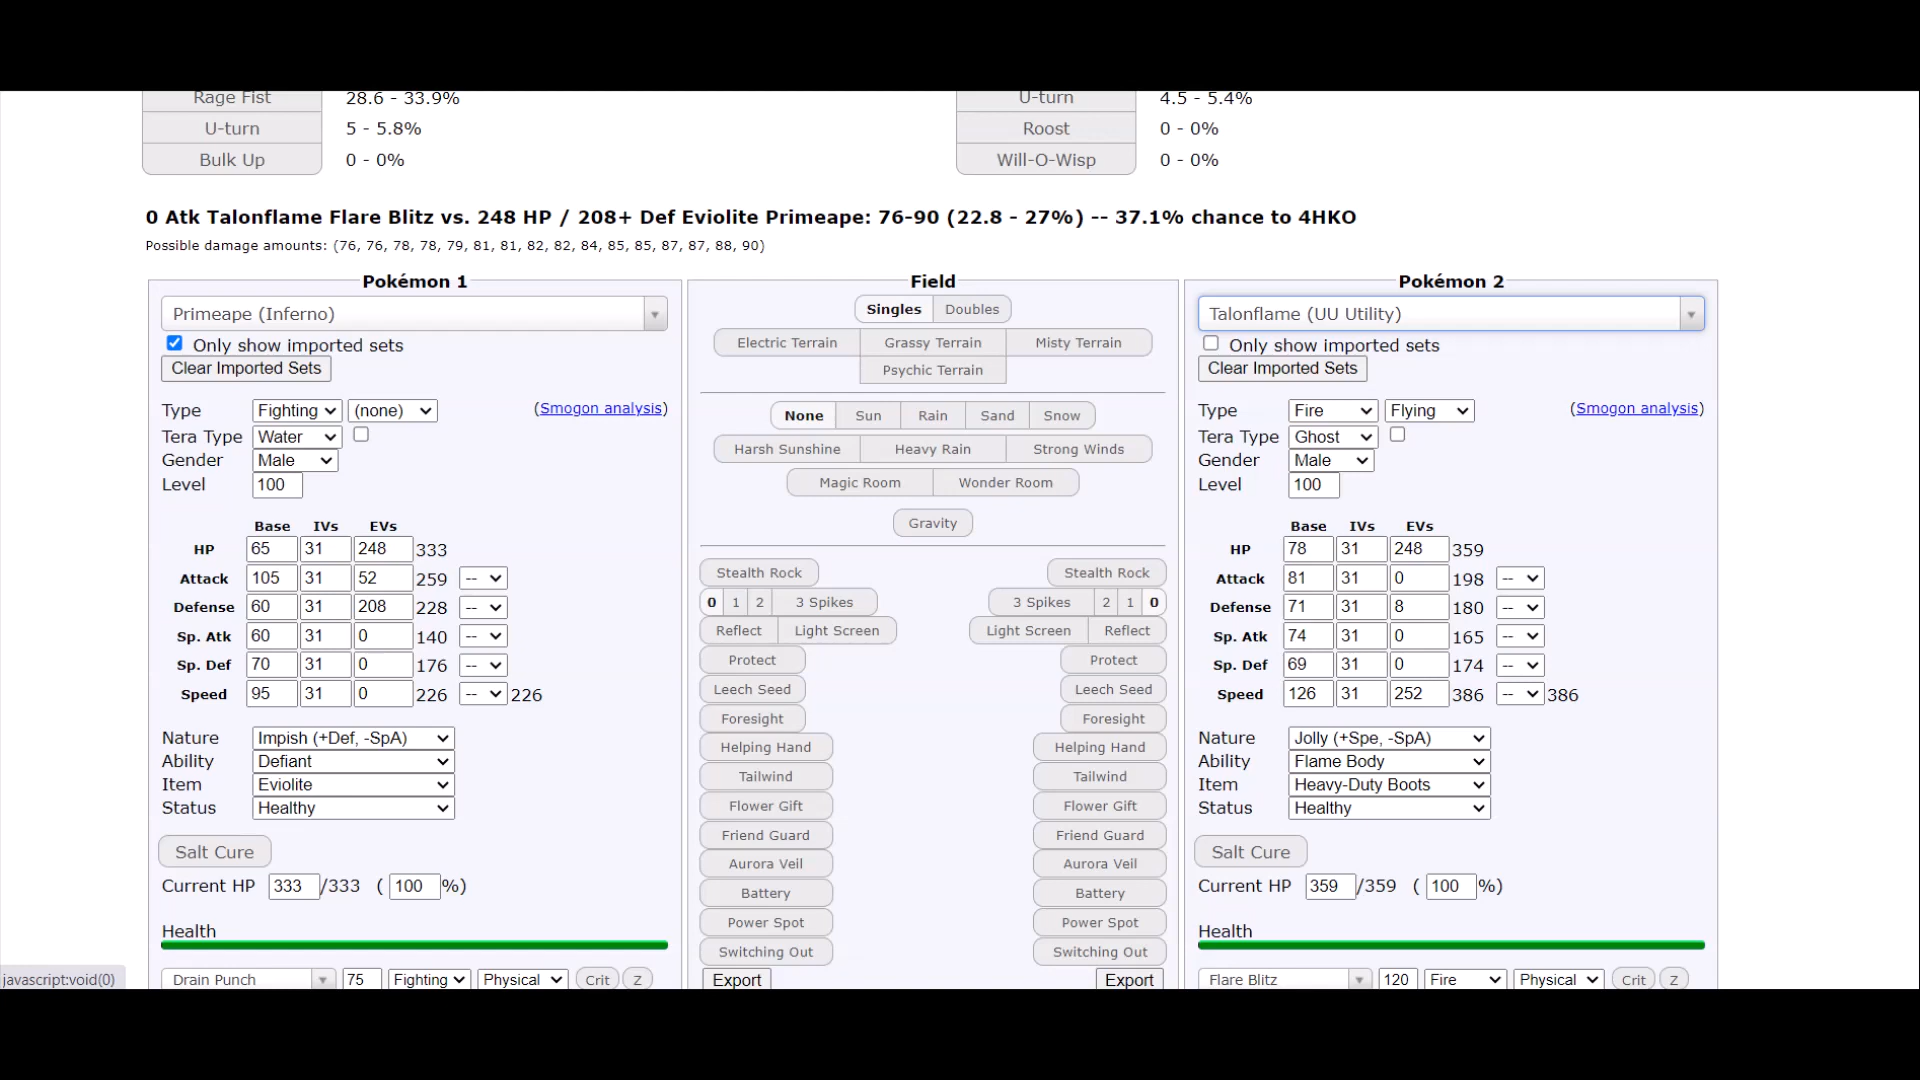 Rage Fist 28.6 - 33.9% U-turn 4.5 - 5.4%
U-turn 5 - 5.8% Roost 0 - 0%
Bulk Up 0 - 0% Will-O-Wisp 0 - 0%
0 Atk Talonflame Flare Blitz vs. 248 HP / 208+ Def Eviolite Primeape: 76-90 (22.8 - 27%) -- 37.1% chance to 4HKO
Possible damage amounts: (76, 76, 78, 78, 79, 81, 81, 82, 82, 84, 85, 85, 87, 87, 88, 90)
Pokémon 1
Primeape (Inferno)
Only show imported sets
Clear Imported Sets
Type Fighting (none) (Smogon analysis)
Tera Type Water
Gender Male
Level 100
Base IVs EVs
HP 65 31 248 333
Attack 105 31 52 259 --
Defense 60 31 208 228 --
Sp. Atk 60 31 0 140 --
Sp. Def 70 31 0 176 --
Speed 95 31 0 226 -- 226
Nature Impish (+Def, -SpA)
Ability Defiant
Item Eviolite
Status Healthy
Salt Cure
Current HP 333/333 ( 100 %)
Health
Drain Punch 75 Fighting Physical Crit Z
Field
Singles Doubles
Electric Terrain Grassy Terrain Misty Terrain
Psychic Terrain
None Sun Rain Sand Snow
Harsh Sunshine Heavy Rain Strong Winds
Magic Room Wonder Room
Gravity
Stealth Rock Stealth Rock
0 1 2 3 Spikes 3 Spikes 2 1 0
Reflect Light Screen Light Screen Reflect
Protect Protect
Leech Seed Leech Seed
Foresight Foresight
Helping Hand Helping Hand
Tailwind Tailwind
Flower Gift Flower Gift
Friend Guard Friend Guard
Aurora Veil Aurora Veil
Battery Battery
Power Spot Power Spot
Switching Out Switching Out
Export Export
Pokémon 2
Talonflame (UU Utility)
Only show imported sets
Clear Imported Sets
Type Fire Flying (Smogon analysis)
Tera Type Ghost
Gender Male
Level 100
Base IVs EVs
HP 78 31 248 359
Attack 81 31 0 198 --
Defense 71 31 8 180 --
Sp. Atk 74 31 0 165 --
Sp. Def 69 31 0 174 --
Speed 126 31 252 386 -- 386
Nature Jolly (+Spe, -SpA)
Ability Flame Body
Item Heavy-Duty Boots
Status Healthy
Salt Cure
Current HP 359/359 ( 100 %)
Health
Flare Blitz 120 Fire Physical Crit Z
javascript:void(0)